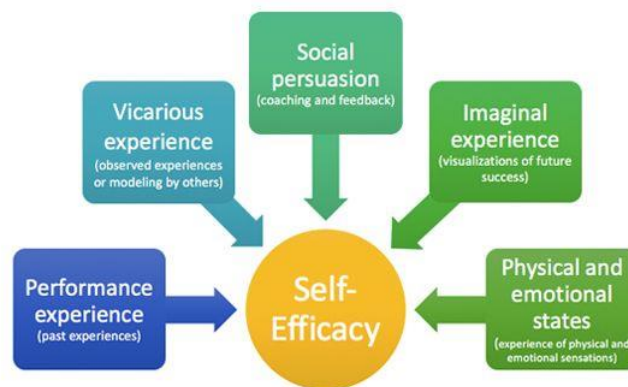 Social
persuasion
(coaching and feedback)
Vicarious
experience
(observed experiences
or modeling by others)
Imaginal
experience
(visualizations of future
success)
Performance
experience
(past experiences)
Self-
Efficacy
Physical and
emotional
states
(experience of physical and
emotional sensations)